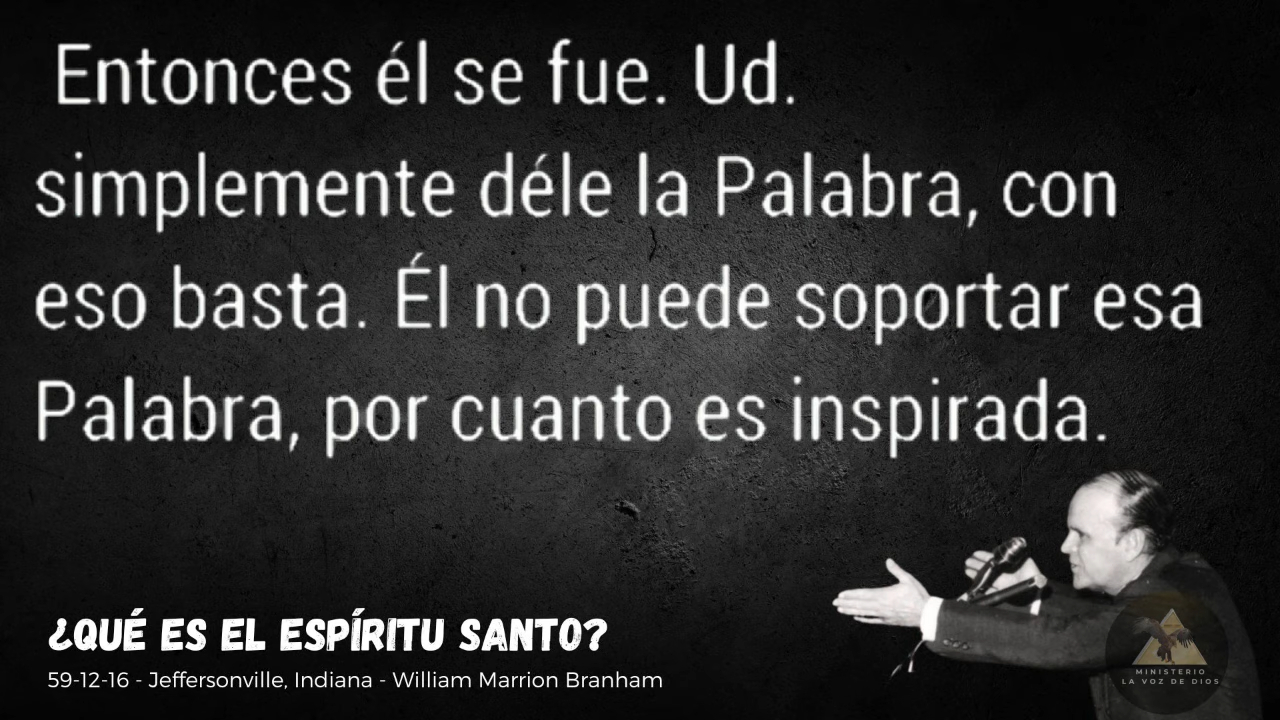 Entonces él se fue. Ud.
simplemente déle la Palabra, con
eso basta. Él no puede soportar esa
Palabra, por cuanto es inspirada.
¿QUÉ ES EL ESPÍRITU SANTO?
59-12-16 - Jeffersonville, Indiana - William Marrion Branham
MINISTERIO
LA VOZ DE DIOS